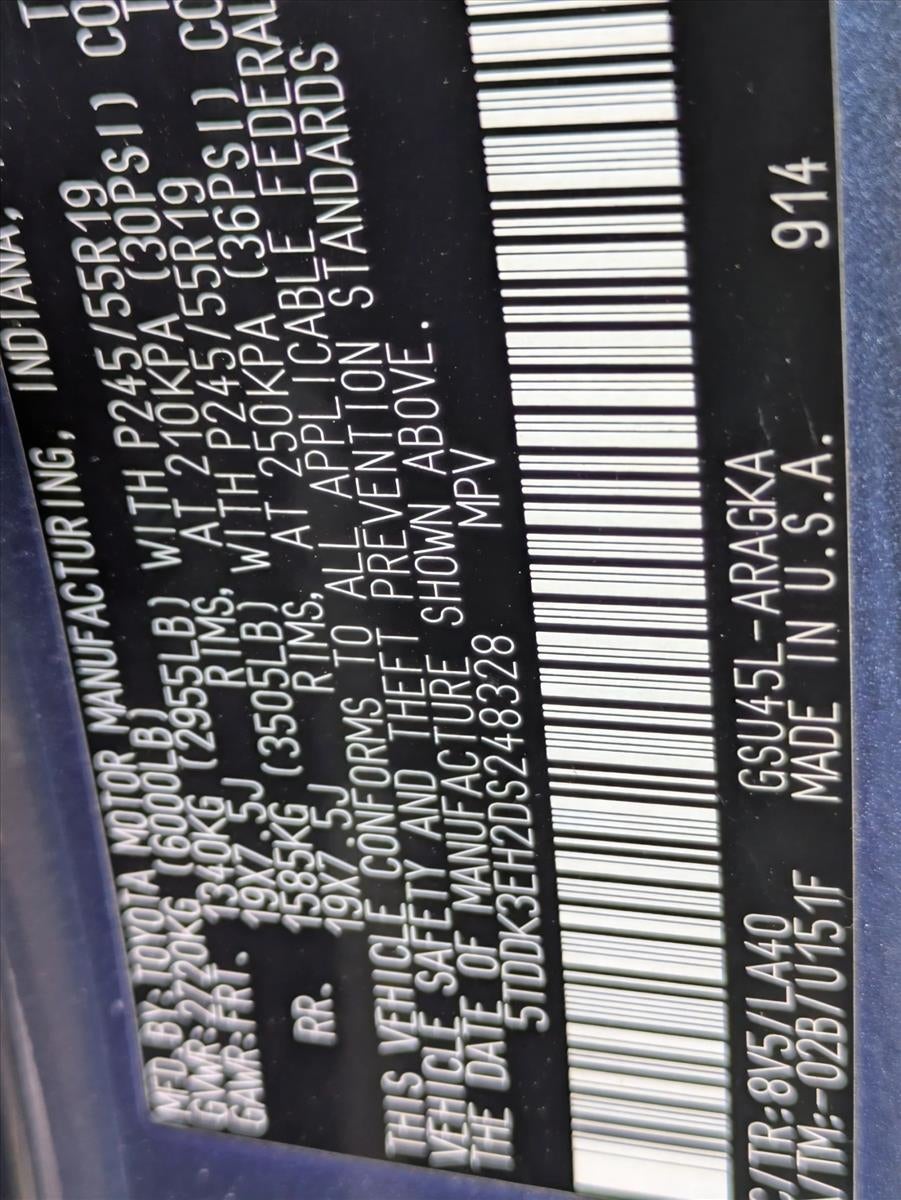 MFD BY:TOYOTA MOTOR MANUFACTURING, INDIANA,
GVWR:2720KG (6000LB)
GAWR:FRT. 1340KG (2955LB) WITH P245/55R19
19X7.5J RIMS, AT 210KPA (30PSI) CO
RR. 1585KG (3505LB) WITH P245/55R19
19X7.5J RIMS, AT 250KPA (36PSI) CO
THIS VEHICLE CONFORMS TO ALL APPLICABLE FEDERAL
VEHICLE SAFETY AND THEFT PREVENTION STANDARDS
THE DATE OF MANUFACTURE SHOWN ABOVE.
5TDDK3EH2DS248328 MPV
C/TR:8V5/LA40 GSU45L-ARAGKA 914
/TM:-02B/U151F MADE IN U.S.A.